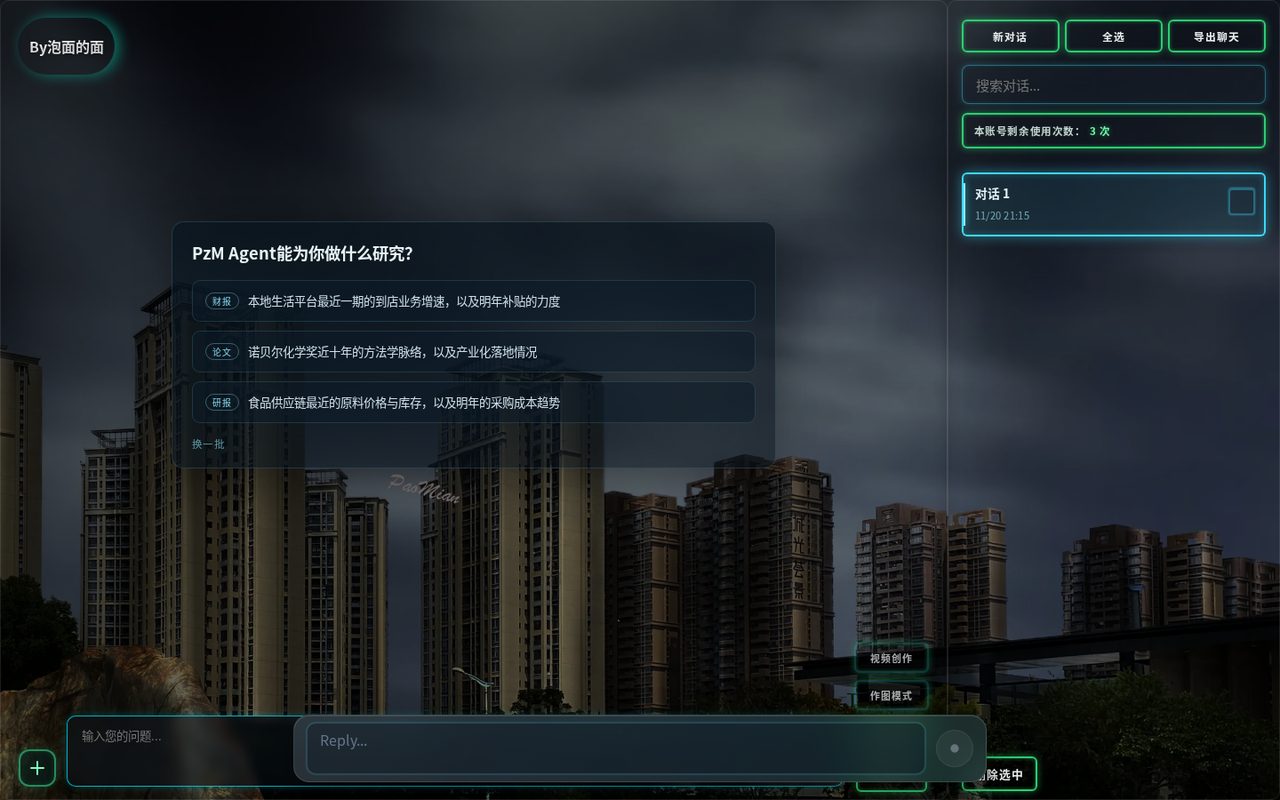 By泡面的面
新对话
全选
导出聊天
搜索对话...
本账号剩余使用次数： 3 次
对话 1
11/20 21:15
PzM Agent能为你做什么研究？
财报 本地生活平台最近一期的到店业务增速，以及明年补贴的力度
论文 诺贝尔化学奖近十年的方法学脉络，以及产业化落地情况
研报 食品供应链最近的原料价格与库存，以及明年的采购成本趋势
换一批
PaoMian
视频创作
作图模式
输入您的问题...
Reply...
除选中